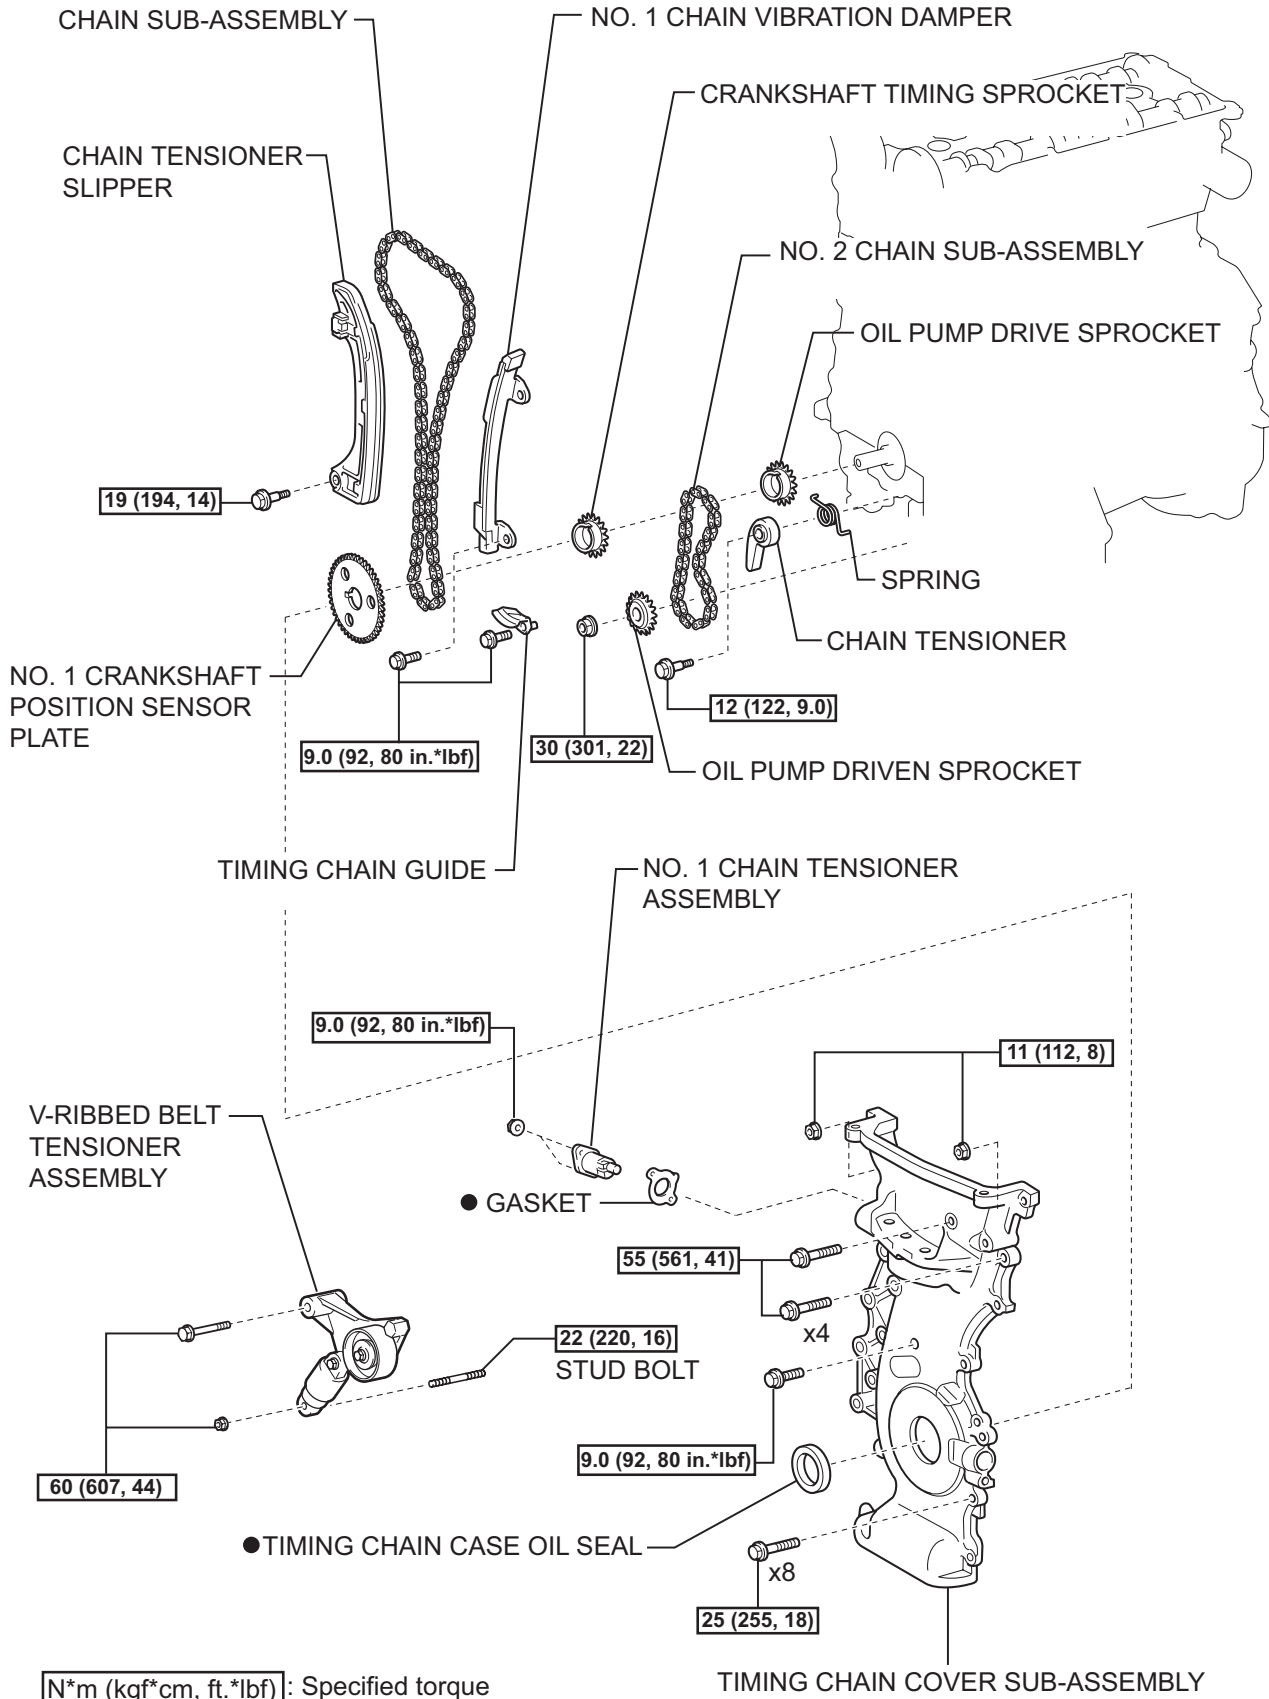 CHAIN SUB-ASSEMBLY
NO. 1 CHAIN VIBRATION DAMPER
CRANKSHAFT TIMING SPROCKET
CHAIN TENSIONER
SLIPPER
NO. 2 CHAIN SUB-ASSEMBLY
OIL PUMP DRIVE SPROCKET
19 (194, 14)
SPRING
CHAIN TENSIONER
NO. 1 CRANKSHAFT
POSITION SENSOR
PLATE
12 (122, 9.0)
9.0 (92, 80 in.*lbf)
30 (301, 22)
OIL PUMP DRIVEN SPROCKET
TIMING CHAIN GUIDE
NO. 1 CHAIN TENSIONER
ASSEMBLY
9.0 (92, 80 in.*lbf)
11 (112, 8)
V-RIBBED BELT
TENSIONER
ASSEMBLY
● GASKET
55 (561, 41)
x4
22 (220, 16)
STUD BOLT
9.0 (92, 80 in.*lbf)
60 (607, 44)
●TIMING CHAIN CASE OIL SEAL
x8
25 (255, 18)
TIMING CHAIN COVER SUB-ASSEMBLY
N*m (kgf*cm, ft.*lbf) : Specified torque